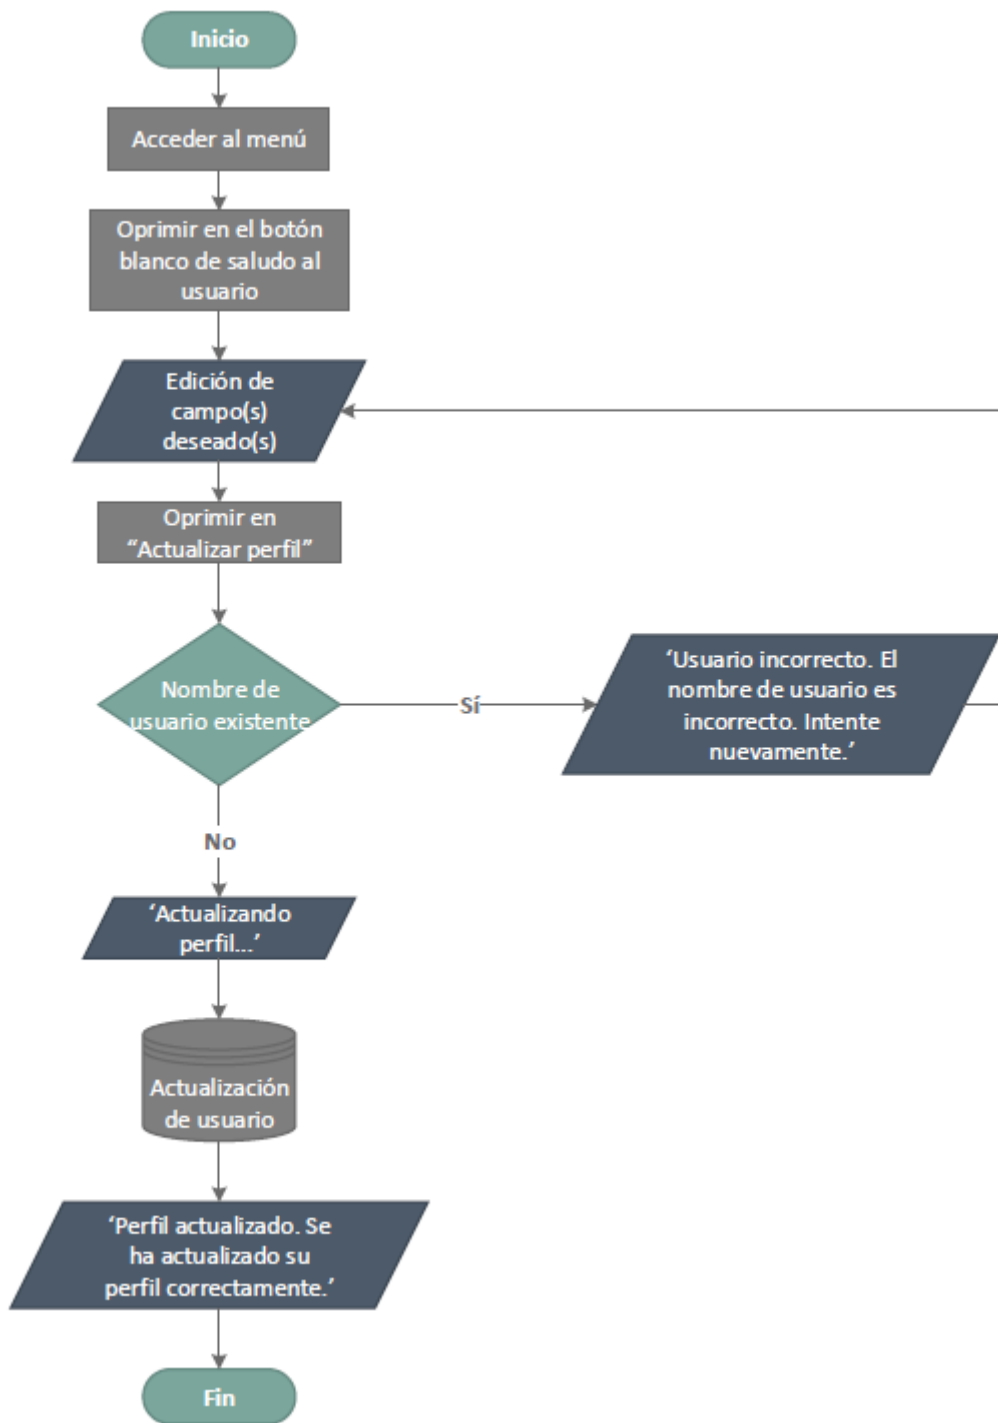 Inicio
Acceder al menú
Oprimir en el botón
blanco de saludo al
usuario
Edición de
campo(s)
deseado(s)
Oprimir en
“Actualizar perfil”
Nombre de
usuario existente
Sí
‘Usuario incorrecto. El
nombre de usuario es
incorrecto. Intente
nuevamente.’
No
‘Actualizando
perfil...’
Actualización
de usuario
‘Perfil actualizado. Se
ha actualizado su
perfil correctamente.’
Fin